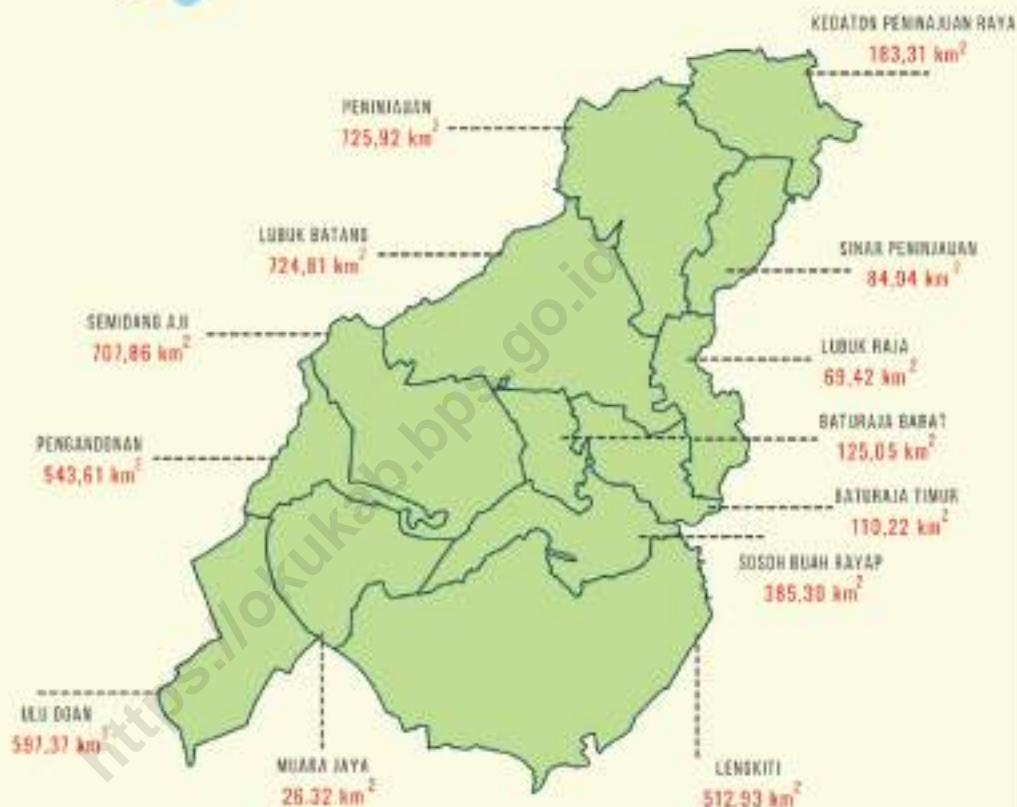 KEDATON PENINAJUAN RAYA
183,31 km²
PENINJAUAN
725,92 km²
LUBUK BATANG
724,81 km²
SINAR PENINJAUAN
84,94 km²
SEMIDANG AJI
707,86 km²
LUBUK RAJA
69,42 km²
BATURAJA BARAT
125,05 km²
PENGANDONAN
543,61 km²
BATURAJA TIMUR
110,22 km²
SOSOH BUAH RAYAP
385,30 km²
ULU OGAN
597,37 km²
MUARA JAYA
26.32 km²
LENGKITI
512,93 km²
https://okukab.bps.go.id